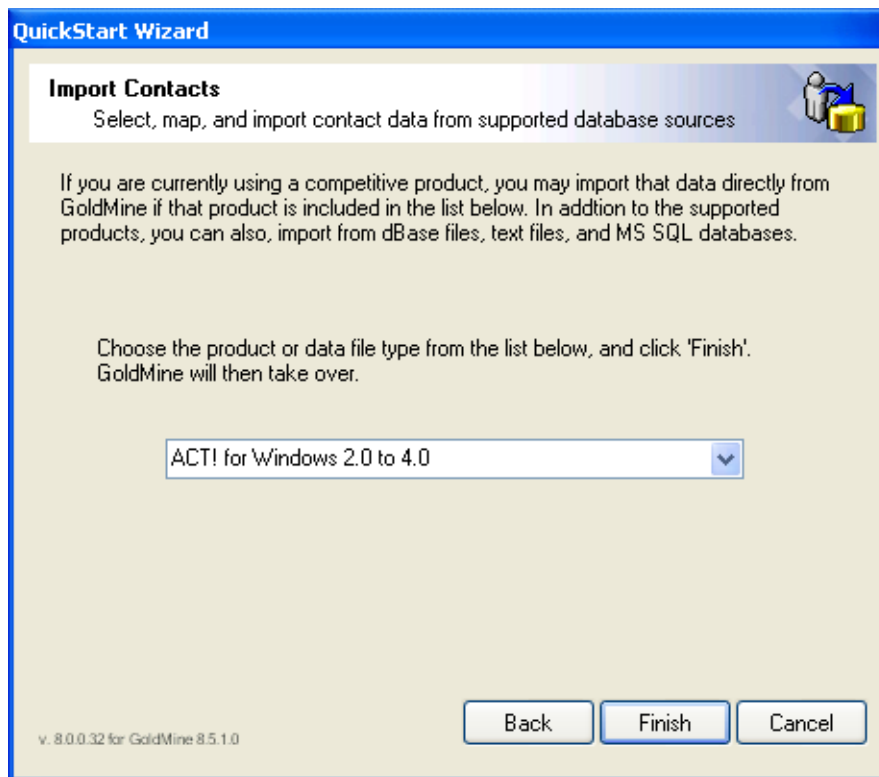 QuickStart Wizard
Import Contacts
Select, map, and import contact data from supported database sources
If you are currently using a competitive product, you may import that data directly from
GoldMine if that product is included in the list below. In addtion to the supported
products, you can also, import from dBase files, text files, and MS SQL databases.
Choose the product or data file type from the list below, and click 'Finish'.
GoldMine will then take over.
ACT! for Windows 2.0 to 4.0
v. 8.0.0.32 for GoldMine 8.5.1.0
Back
Finish
Cancel